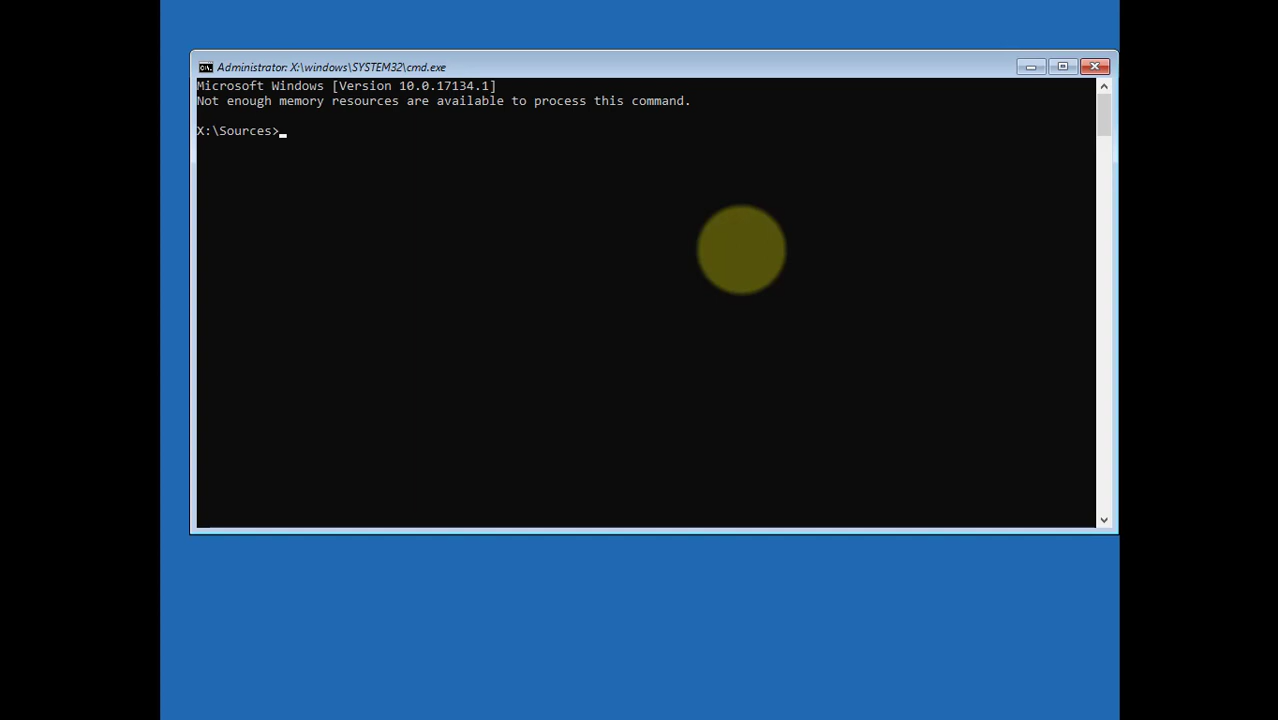 Administrator: X:\windows\SYSTEM32\cmd.exe
Microsoft Windows [Version 10.0.17134.1]
Not enough memory resources are available to process this command.
X:\Sources>